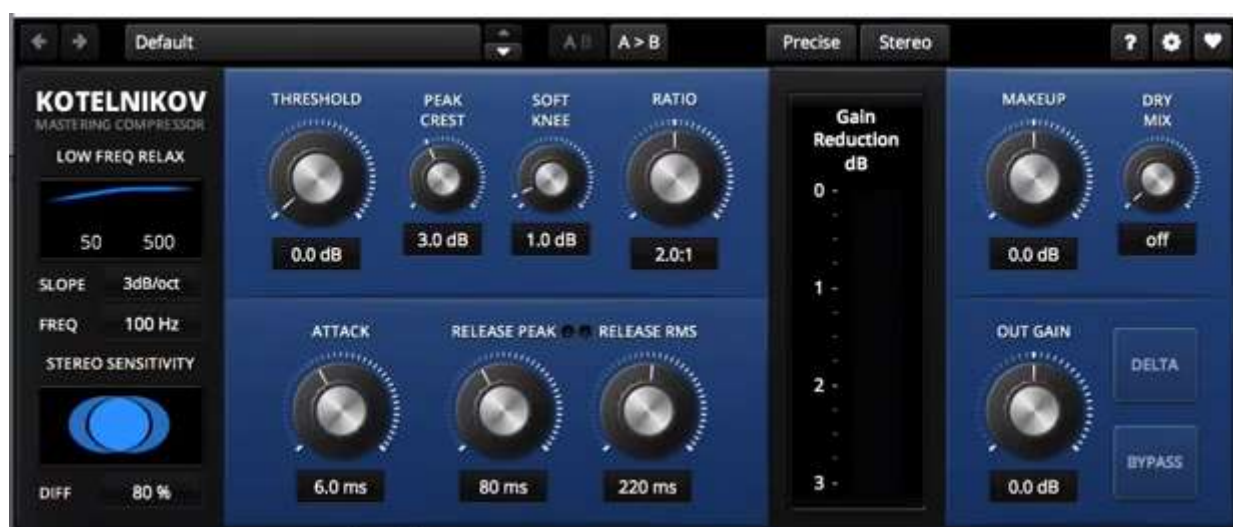 Default
A B
A > B
Precise
Stereo
?
KOTELNIKOV
MASTERING COMPRESSOR
LOW FREQ RELAX
50 500
SLOPE 3dB/oct
FREQ 100 Hz
STEREO SENSITIVITY
DIFF 80 %
THRESHOLD
0.0 dB
PEAK
CREST
3.0 dB
SOFT
KNEE
1.0 dB
RATIO
2.0:1
ATTACK
6.0 ms
RELEASE PEAK
80 ms
RELEASE RMS
220 ms
Gain
Reduction
dB
0 -
1 -
2 -
3 -
MAKEUP
0.0 dB
DRY
MIX
off
OUT GAIN
0.0 dB
DELTA
BYPASS